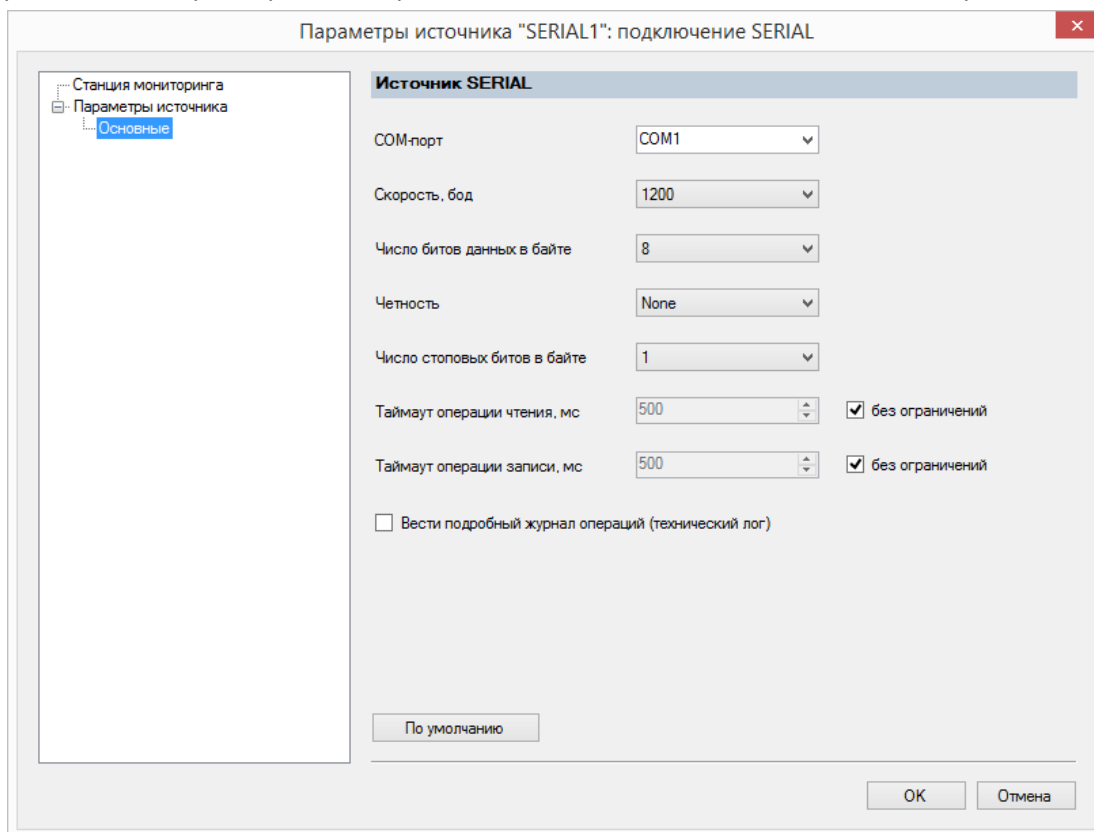 Параметры источника "SERIAL1": подключение SERIAL
Станция мониторинга
Параметры источника
Основные
Источник SERIAL
COM-порт COM1
Скорость, бод 1200
Число битов данных в байте 8
Четность None
Число стоповых битов в байте 1
Таймаут операции чтения, мс 500 без ограничений
Таймаут операции записи, мс 500 без ограничений
Вести подробный журнал операций (технический лог)
По умолчанию
OK Отмена